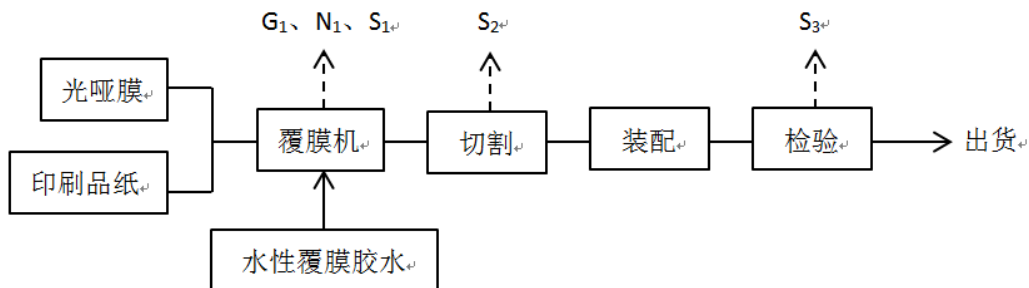 G₁、N₁、S₁
S₂
S₃
光哑膜
覆膜机
切割
装配
检验
出货
印刷品纸
水性覆膜胶水